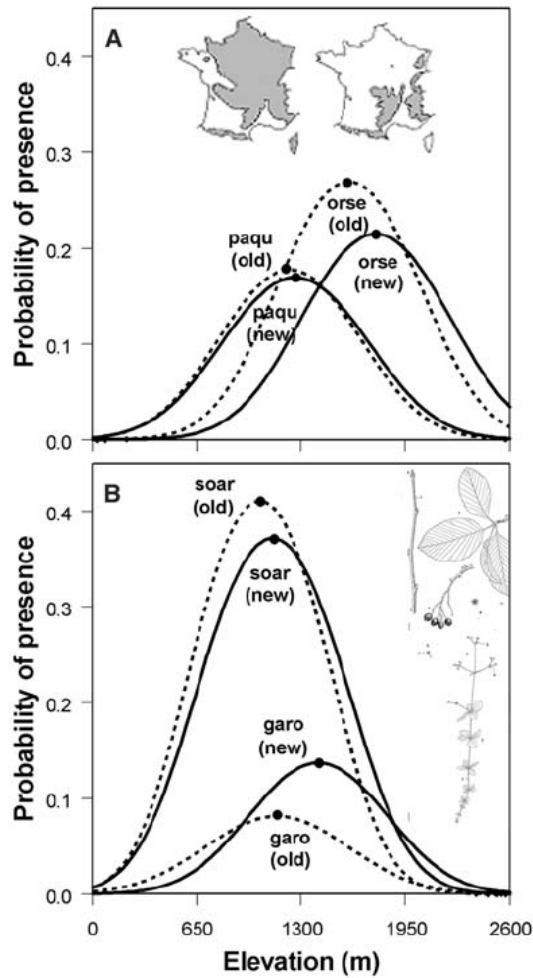 A
0.4
0.3
0.2
0.1
0.0
Probability of presence
orse
(old)
paqu
(old)
orse
(new)
paqu
(new)
B
0.4
0.3
0.2
0.1
0.0
Probability of presence
soar
(old)
soar
(new)
garo
(new)
garo
(old)
0
650
1300
1950
2600
Elevation (m)